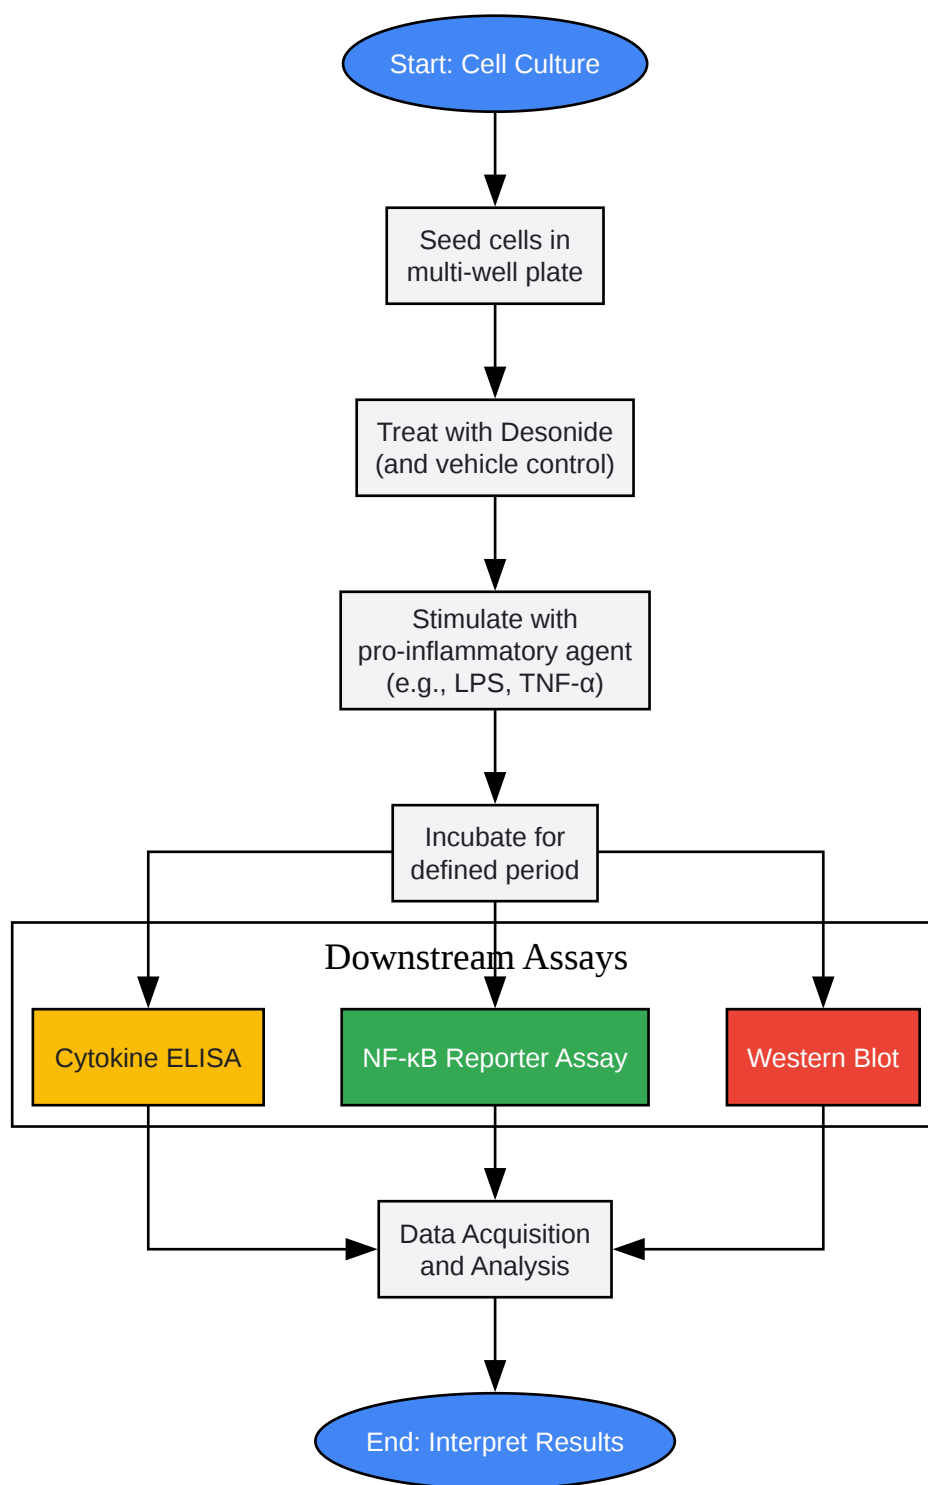 Start: Cell Culture
Seed cells in
multi-well plate
Treat with Desonide
(and vehicle control)
Stimulate with
pro-inflammatory agent
(e.g., LPS, TNF-α)
Incubate for
defined period
Downstream Assays
Cytokine ELISA
NF-κB Reporter Assay
Western Blot
Data Acquisition
and Analysis
End: Interpret Results